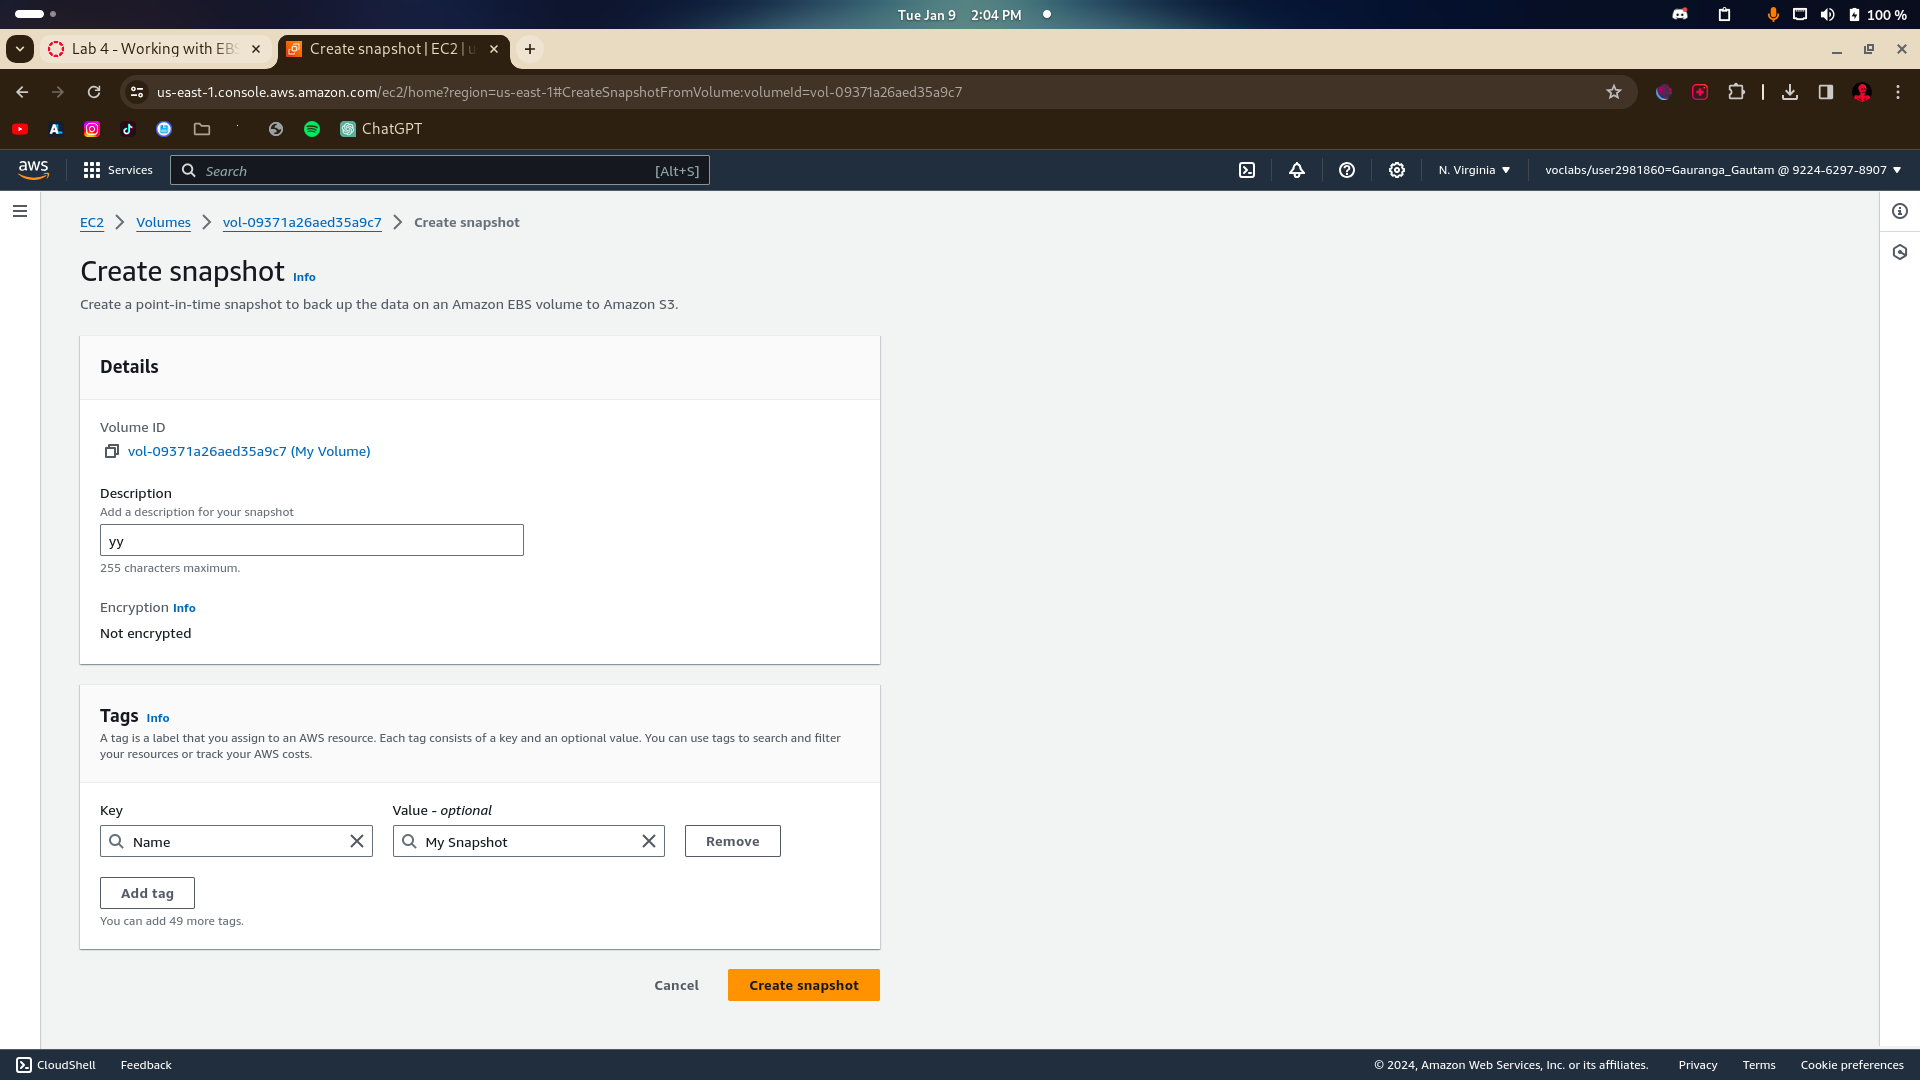 Tue Jan 9 2:04 PM
100 %
Lab 4 - Working with EBS
Create snapshot | EC2 | u
us-east-1.console.aws.amazon.com/ec2/home?region=us-east-1#CreateSnapshotFromVolume:volumeId=vol-09371a26aed35a9c7
ChatGPT
aws
Services
Search
[Alt+S]
N. Virginia
voclabs/user2981860=Gauranga_Gautam @ 9224-6297-8907
EC2
Volumes
vol-09371a26aed35a9c7
Create snapshot
Create snapshot Info
Create a point-in-time snapshot to back up the data on an Amazon EBS volume to Amazon S3.
Details
Volume ID
vol-09371a26aed35a9c7 (My Volume)
Description
Add a description for your snapshot
yy
255 characters maximum.
Encryption Info
Not encrypted
Tags Info
A tag is a label that you assign to an AWS resource. Each tag consists of a key and an optional value. You can use tags to search and filter
your resources or track your AWS costs.
Key
Value - optional
Name
My Snapshot
Remove
Add tag
You can add 49 more tags.
Cancel
Create snapshot
CloudShell
Feedback
© 2024, Amazon Web Services, Inc. or its affiliates.
Privacy
Terms
Cookie preferences